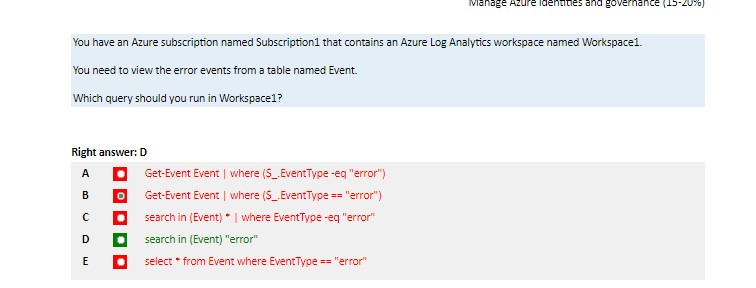 Manage Azure identities and governance (15-20%)
You have an Azure subscription named Subscription1 that contains an Azure Log Analytics workspace named Workspace1.
You need to view the error events from a table named Event.
Which query should you run in Workspace1?
Right answer: D
A Get-Event Event | where ($_.EventType -eq "error")
B Get-Event Event | where ($_.EventType == "error")
C search in (Event) * | where EventType -eq "error"
D search in (Event) "error"
E select * from Event where EventType == "error"